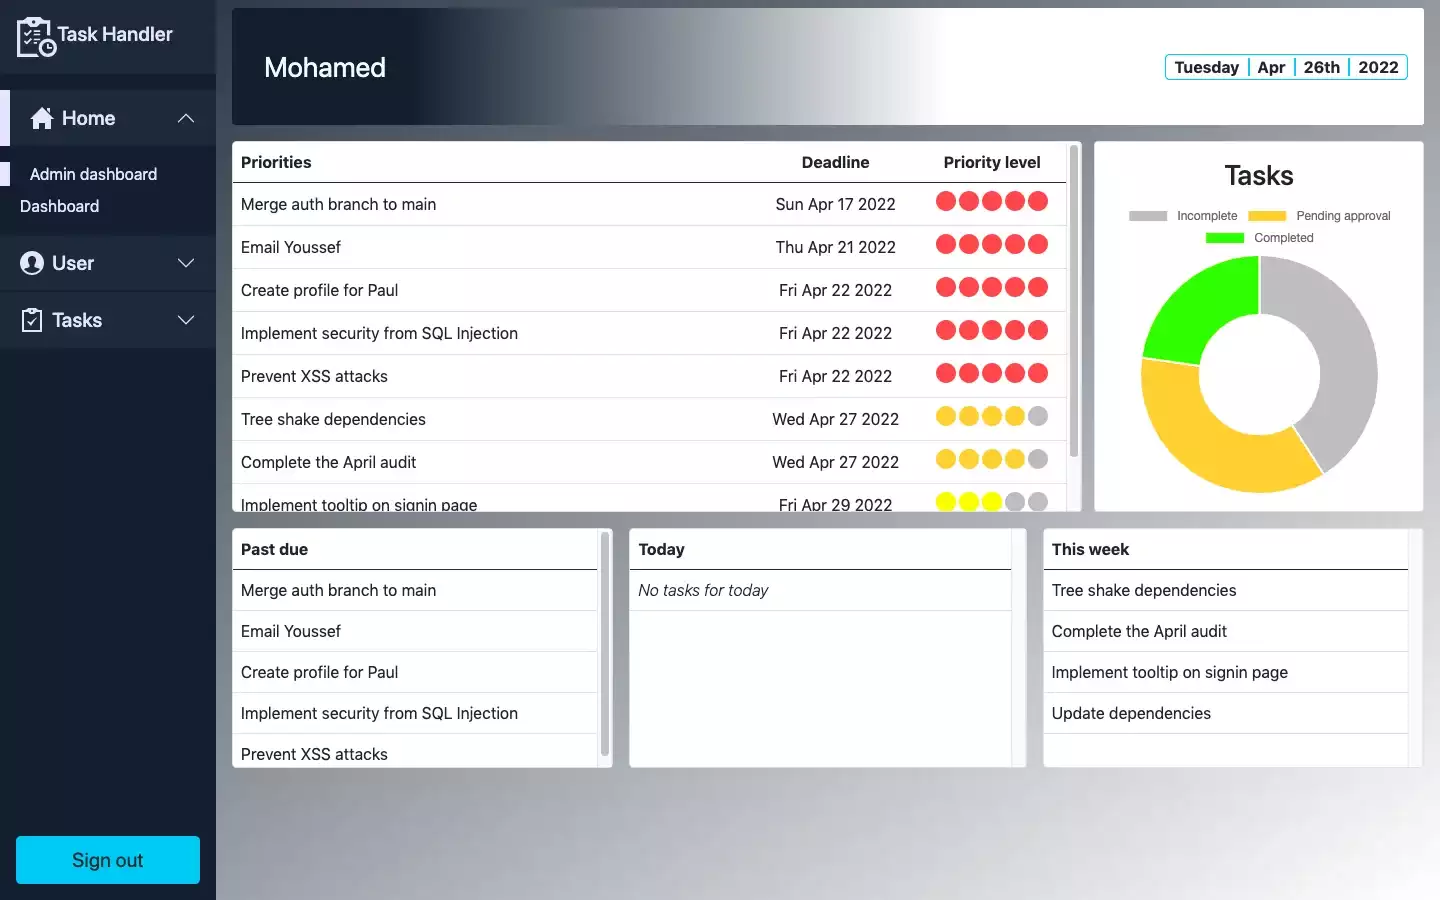 Task Handler
Home
Admin dashboard
Dashboard
User
Tasks
Sign out
Mohamed
Tuesday Apr 26th 2022
Priorities Deadline Priority level
Merge auth branch to main Sun Apr 17 2022
Email Youssef Thu Apr 21 2022
Create profile for Paul Fri Apr 22 2022
Implement security from SQL Injection Fri Apr 22 2022
Prevent XSS attacks Fri Apr 22 2022
Tree shake dependencies Wed Apr 27 2022
Complete the April audit Wed Apr 27 2022
Implement tooltip on signin page Fri Apr 29 2022
Tasks
Incomplete Pending approval
Completed
Past due
Merge auth branch to main
Email Youssef
Create profile for Paul
Implement security from SQL Injection
Prevent XSS attacks
Today
No tasks for today
This week
Tree shake dependencies
Complete the April audit
Implement tooltip on signin page
Update dependencies